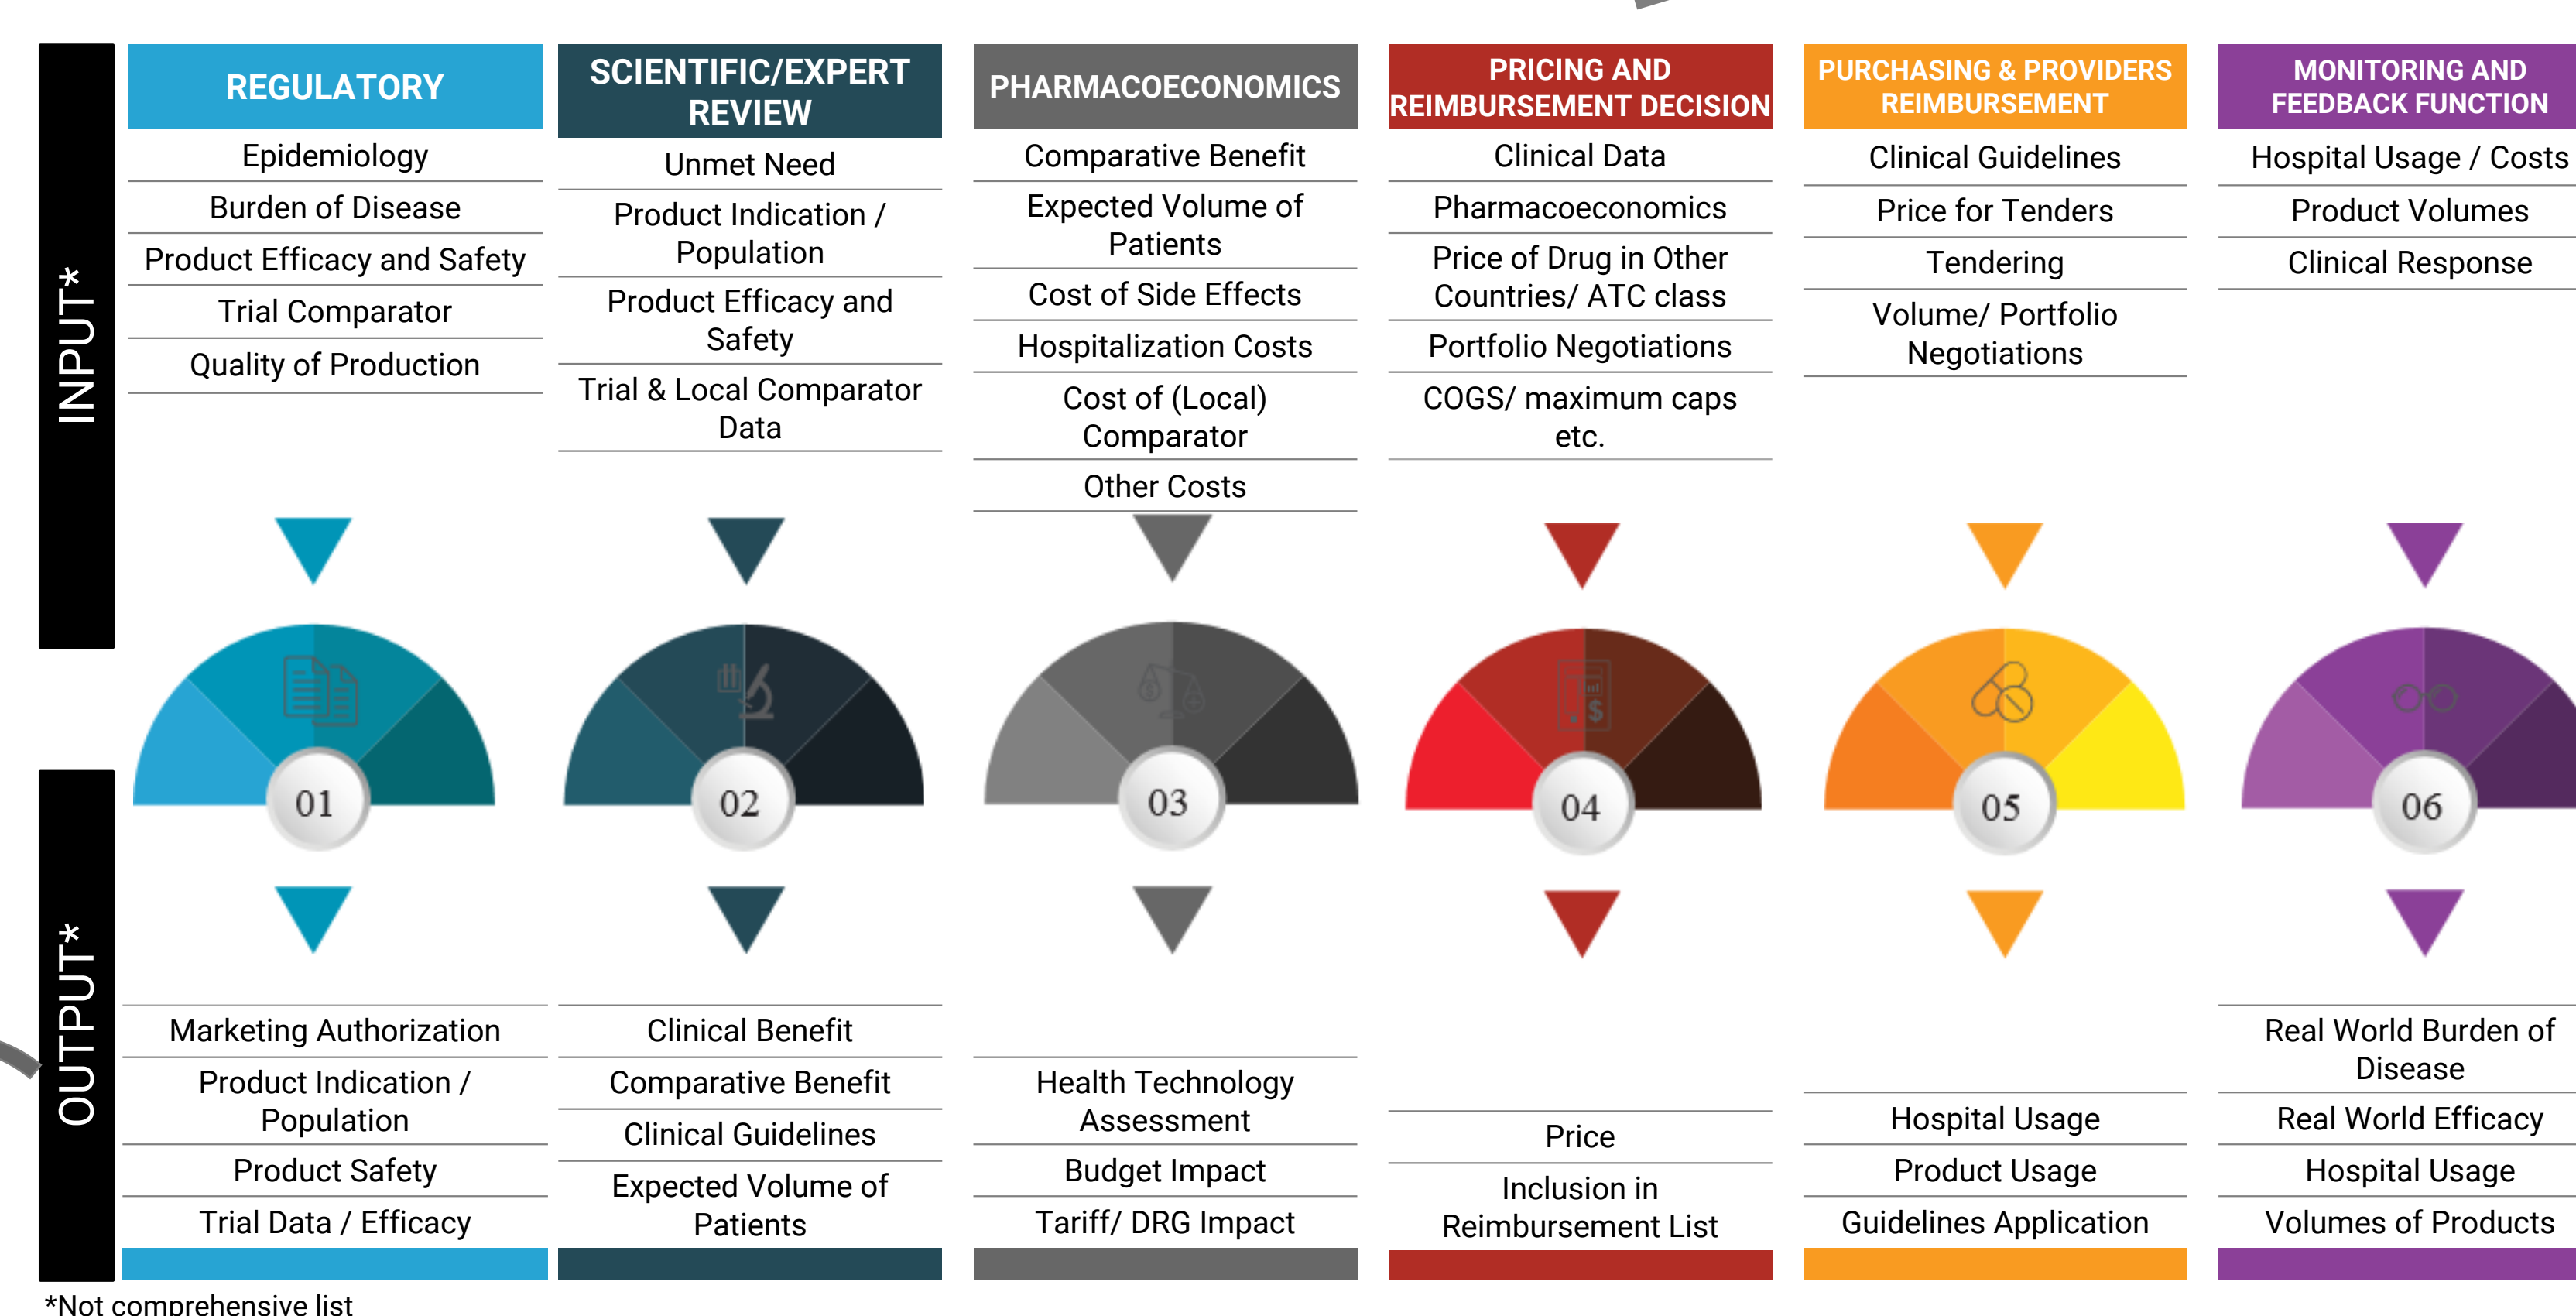 INPUT*
REGULATORY
Epidemiology
Burden of Disease
Product Efficacy and Safety
Trial Comparator
Quality of Production
SCIENTIFIC/EXPERT
REVIEW
Unmet Need
Product Indication /
Population
Product Efficacy and
Safety
Trial & Local Comparator
Data
PHARMACOECONOMICS
Comparative Benefit
Expected Volume of
Patients
Cost of Side Effects
Hospitalization Costs
Cost of (Local)
Comparator
Other Costs
PRICING AND
REIMBURSEMENT DECISION
Clinical Data
Pharmacoeconomics
Price of Drug in Other
Countries/ ATC class
Portfolio Negotiations
COGS/ maximum caps
etc.
PURCHASING & PROVIDERS
REIMBURSEMENT
Clinical Guidelines
Price for Tenders
Tendering
Volume/ Portfolio
Negotiations
MONITORING AND
FEEDBACK FUNCTION
Hospital Usage / Costs
Product Volumes
Clinical Response
01
02
03
04
05
06
OUTPUT*
Marketing Authorization
Product Indication /
Population
Product Safety
Trial Data / Efficacy
Clinical Benefit
Comparative Benefit
Clinical Guidelines
Expected Volume of
Patients
Health Technology
Assessment
Budget Impact
Tariff/ DRG Impact
Price
Inclusion in
Reimbursement List
Hospital Usage
Product Usage
Guidelines Application
Real World Burden of
Disease
Real World Efficacy
Hospital Usage
Volumes of Products
*Not comprehensive list